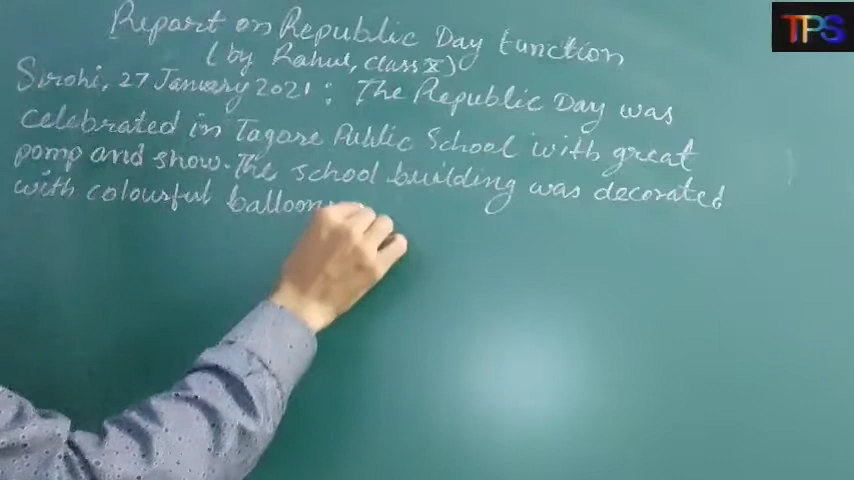 TPS
Report on Republic Day function
(by Rahul, class X)
Sirohi, 27 January 2021 : The Republic Day was
celebrated in Tagore Public School with great
pomp and show. The school building was decorated
with colourful balloons